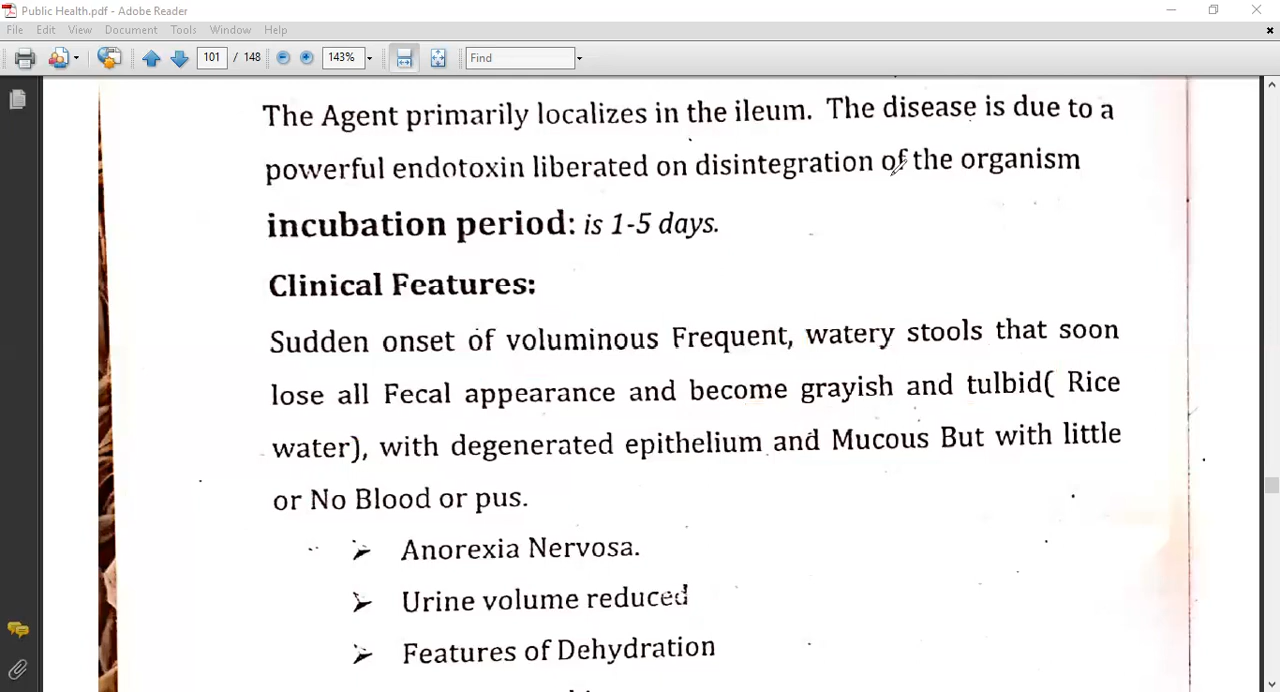 Public Health.pdf - Adobe Reader
File Edit View Document Tools Window Help
101 / 148 143% Find
The Agent primarily localizes in the ileum. The disease is due to a
powerful endotoxin liberated on disintegration of the organism
incubation period: is 1-5 days.
Clinical Features:
Sudden onset of voluminous Frequent, watery stools that soon
lose all Fecal appearance and become grayish and tulbid( Rice
water), with degenerated epithelium and Mucous But with little
or No Blood or pus.
➢ Anorexia Nervosa.
➢ Urine volume reduced
➢ Features of Dehydration